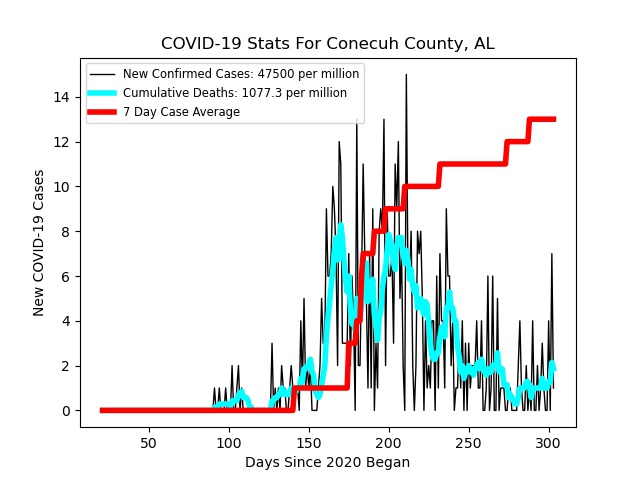 COVID-19 Stats For Conecuh County, AL
New Confirmed Cases: 47500 per million
Cumulative Deaths: 1077.3 per million
7 Day Case Average
New COVID-19 Cases
14
12
10
8
6
4
2
0
50 100 150 200 250 300
Days Since 2020 Began